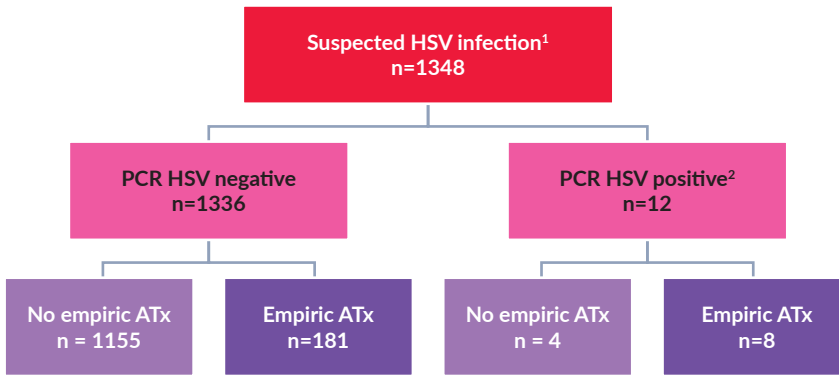 Suspected HSV infection¹
n=1348
PCR HSV negative
n=1336
PCR HSV positive²
n=12
No empiric ATx
n = 1155
Empiric ATx
n=181
No empiric ATx
n = 4
Empiric ATx
n=8